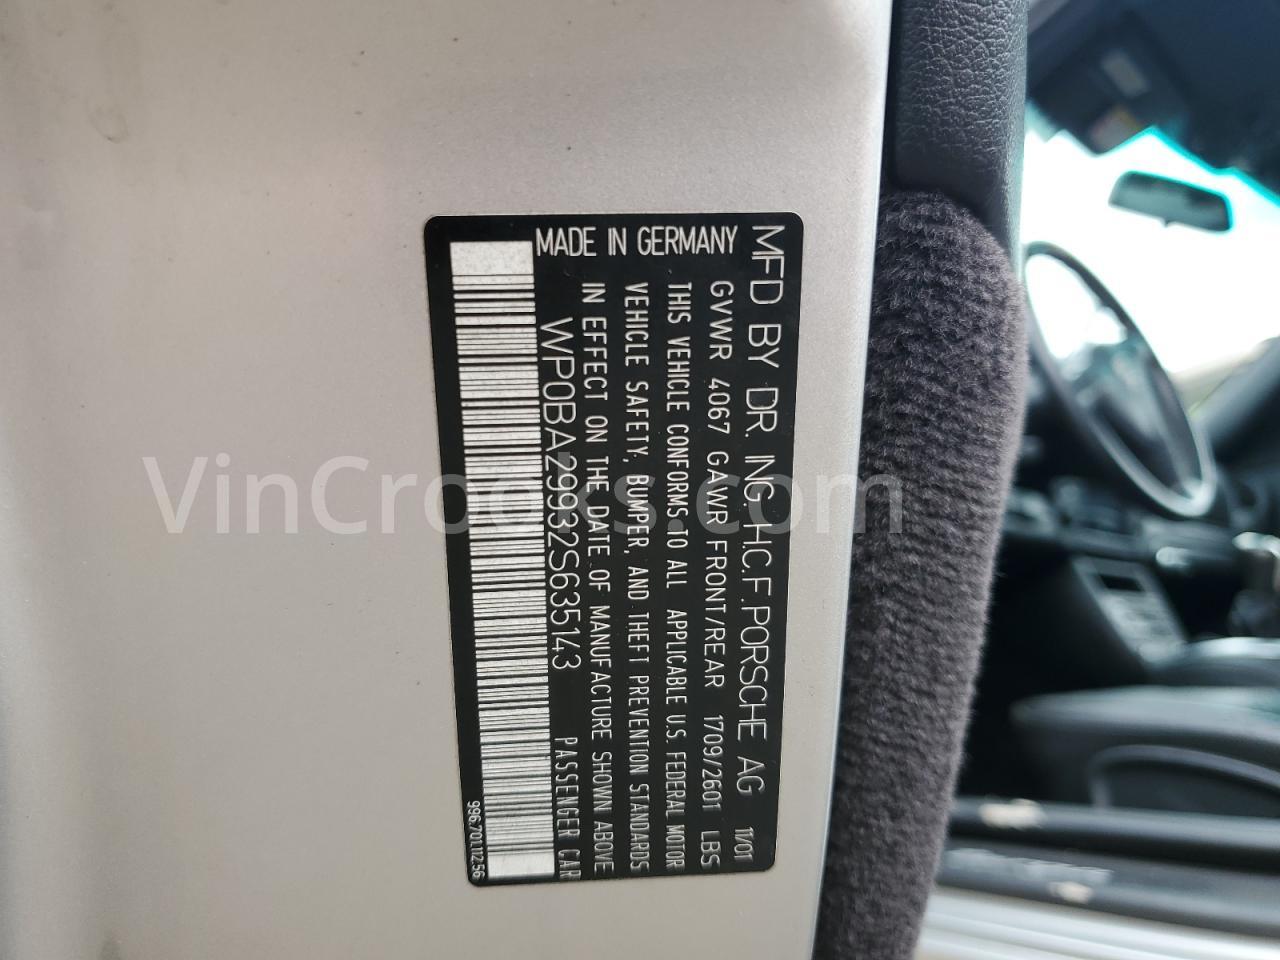 MFD BY DR. ING. H.C.F. PORSCHE AG 11/01
GVWR 4067 GAWR FRONT/REAR 1709/2601 LBS
THIS VEHICLE CONFORMS TO ALL APPLICABLE U.S. FEDERAL MOTOR
VEHICLE SAFETY, BUMPER, AND THEFT PREVENTION STANDARDS
IN EFFECT ON THE DATE OF MANUFACTURE SHOWN ABOVE
MADE IN GERMANY
WP0BA29932S635143 PASSENGER CAR
996.701.112.56
VinCrooks.com